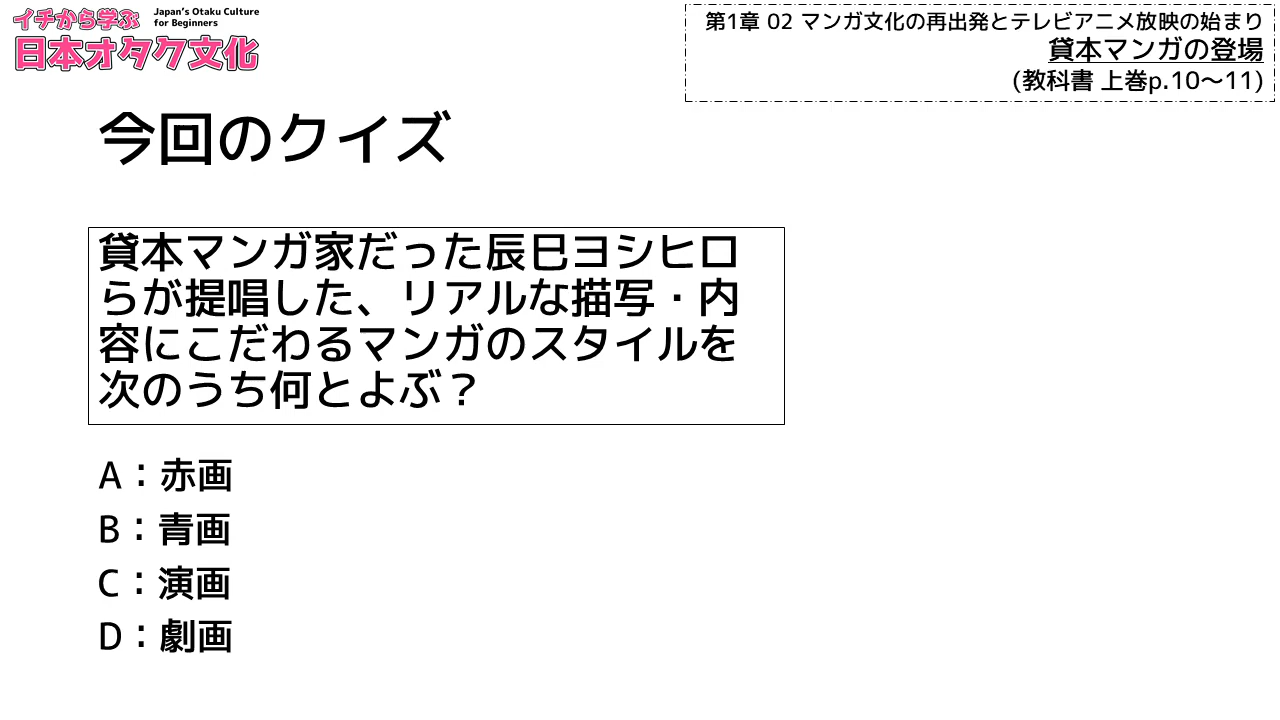 イチから学ぶ
Japan's Otaku Culture
for Beginners
日本オタク文化
第1章 02 マンガ文化の再出発とテレビアニメ放映の始まり
貸本マンガの登場
(教科書 上巻p.10〜11)
今回のクイズ
貸本マンガ家だった辰巳ヨシヒロ
らが提唱した、リアルな描写・内
容にこだわるマンガのスタイルを
次のうち何とよぶ？
A：赤画
B：青画
C：演画
D：劇画